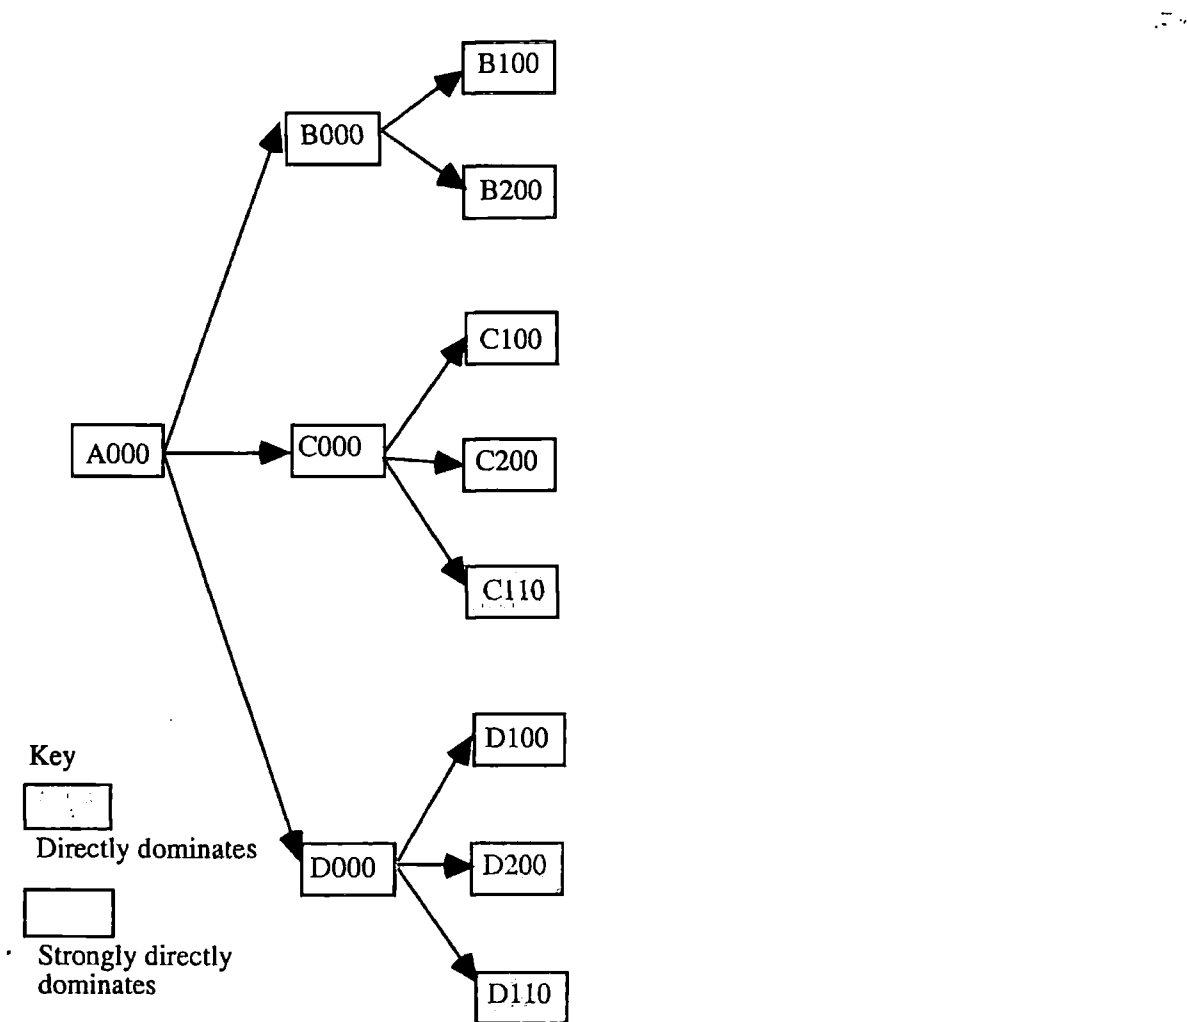 B100
B000
B200
C100
A000
C000
C200
C110
D100
Key
Directly dominates
D000
D200
Strongly directly
dominates
D110